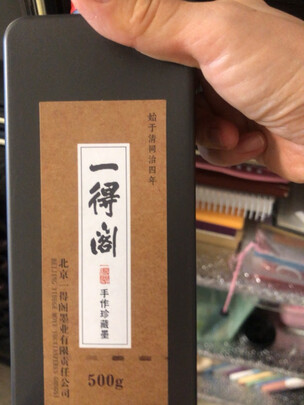 始于清同治四年
一得阁
手作珍藏墨
北京一得阁墨业有限责任公司
500g